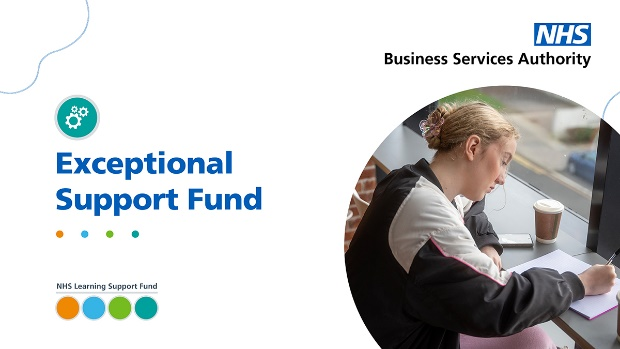 NHS
Business Services Authority
Exceptional
Support Fund
NHS Learning Support Fund